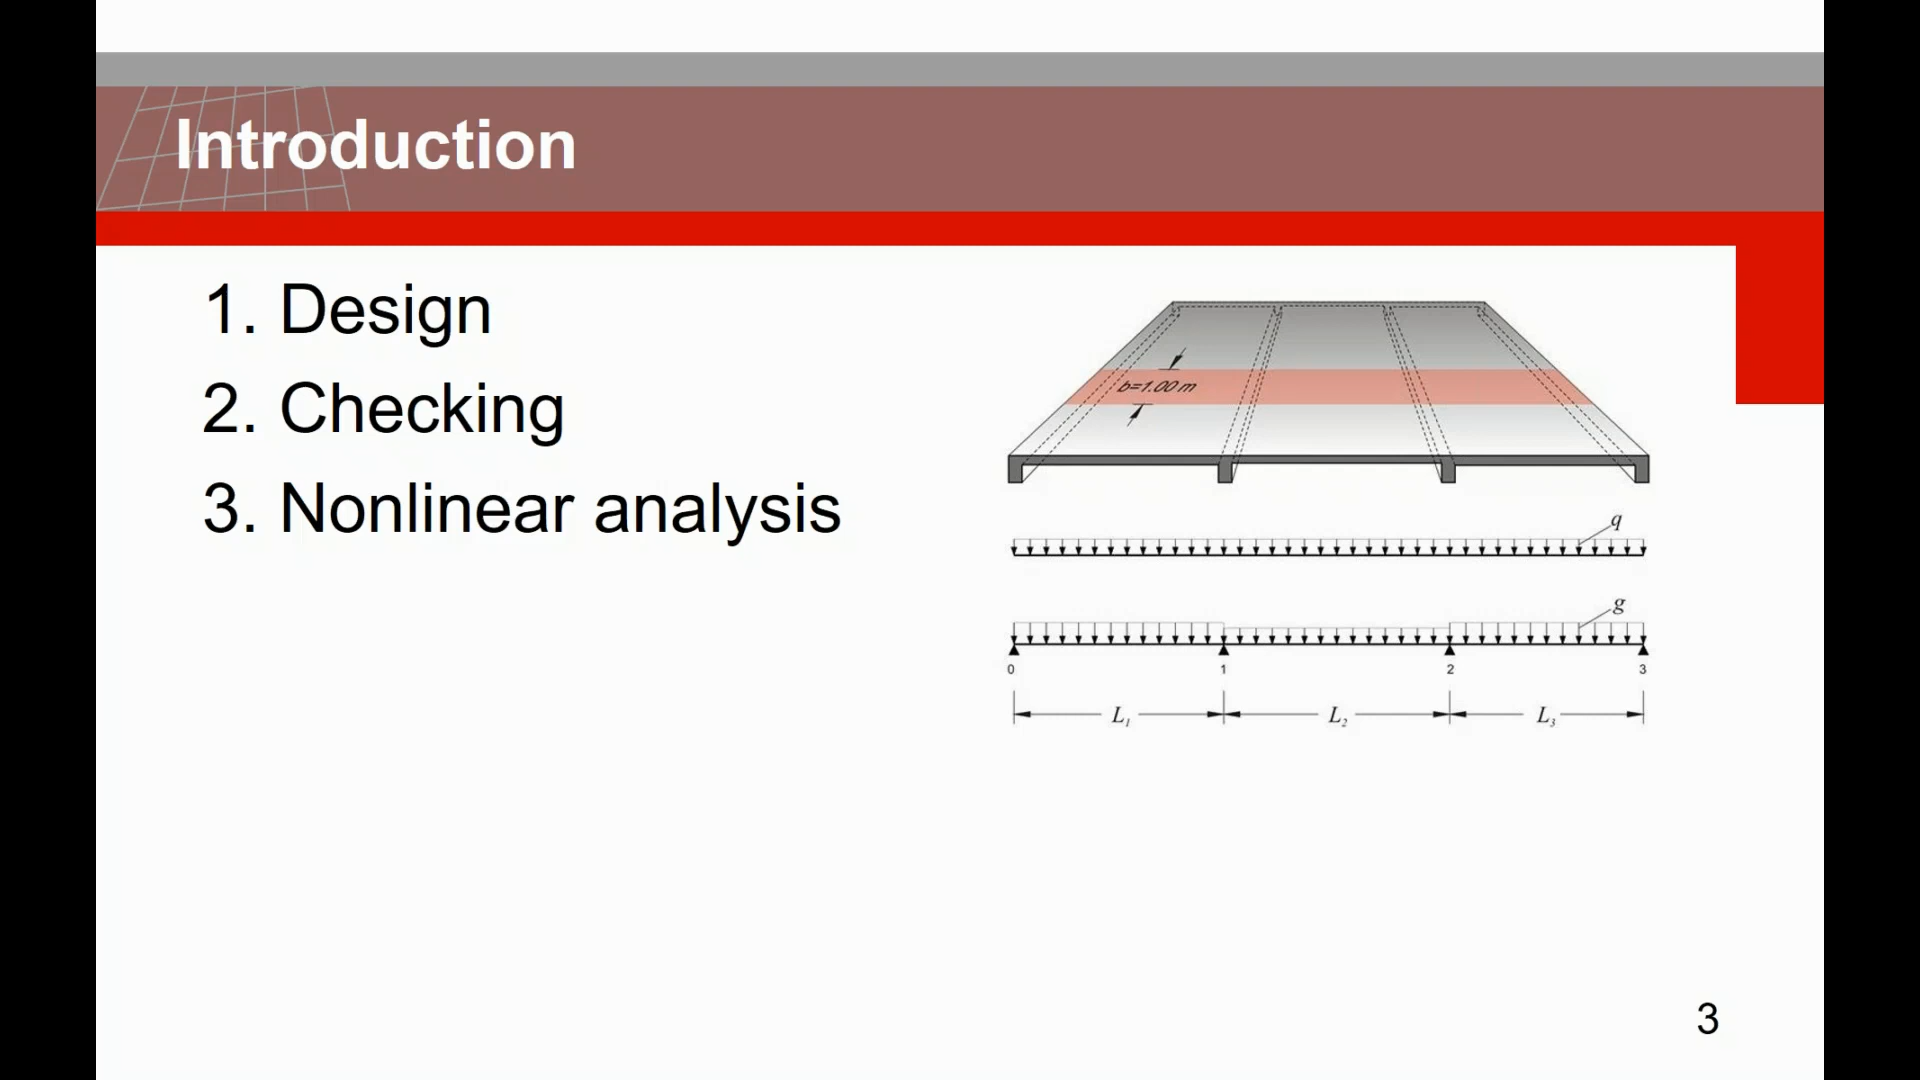 Introduction
1. Design
2. Checking
3. Nonlinear analysis
b=1.00 m
q
g
0 1 2 3
L₁ L₂ L₃
3